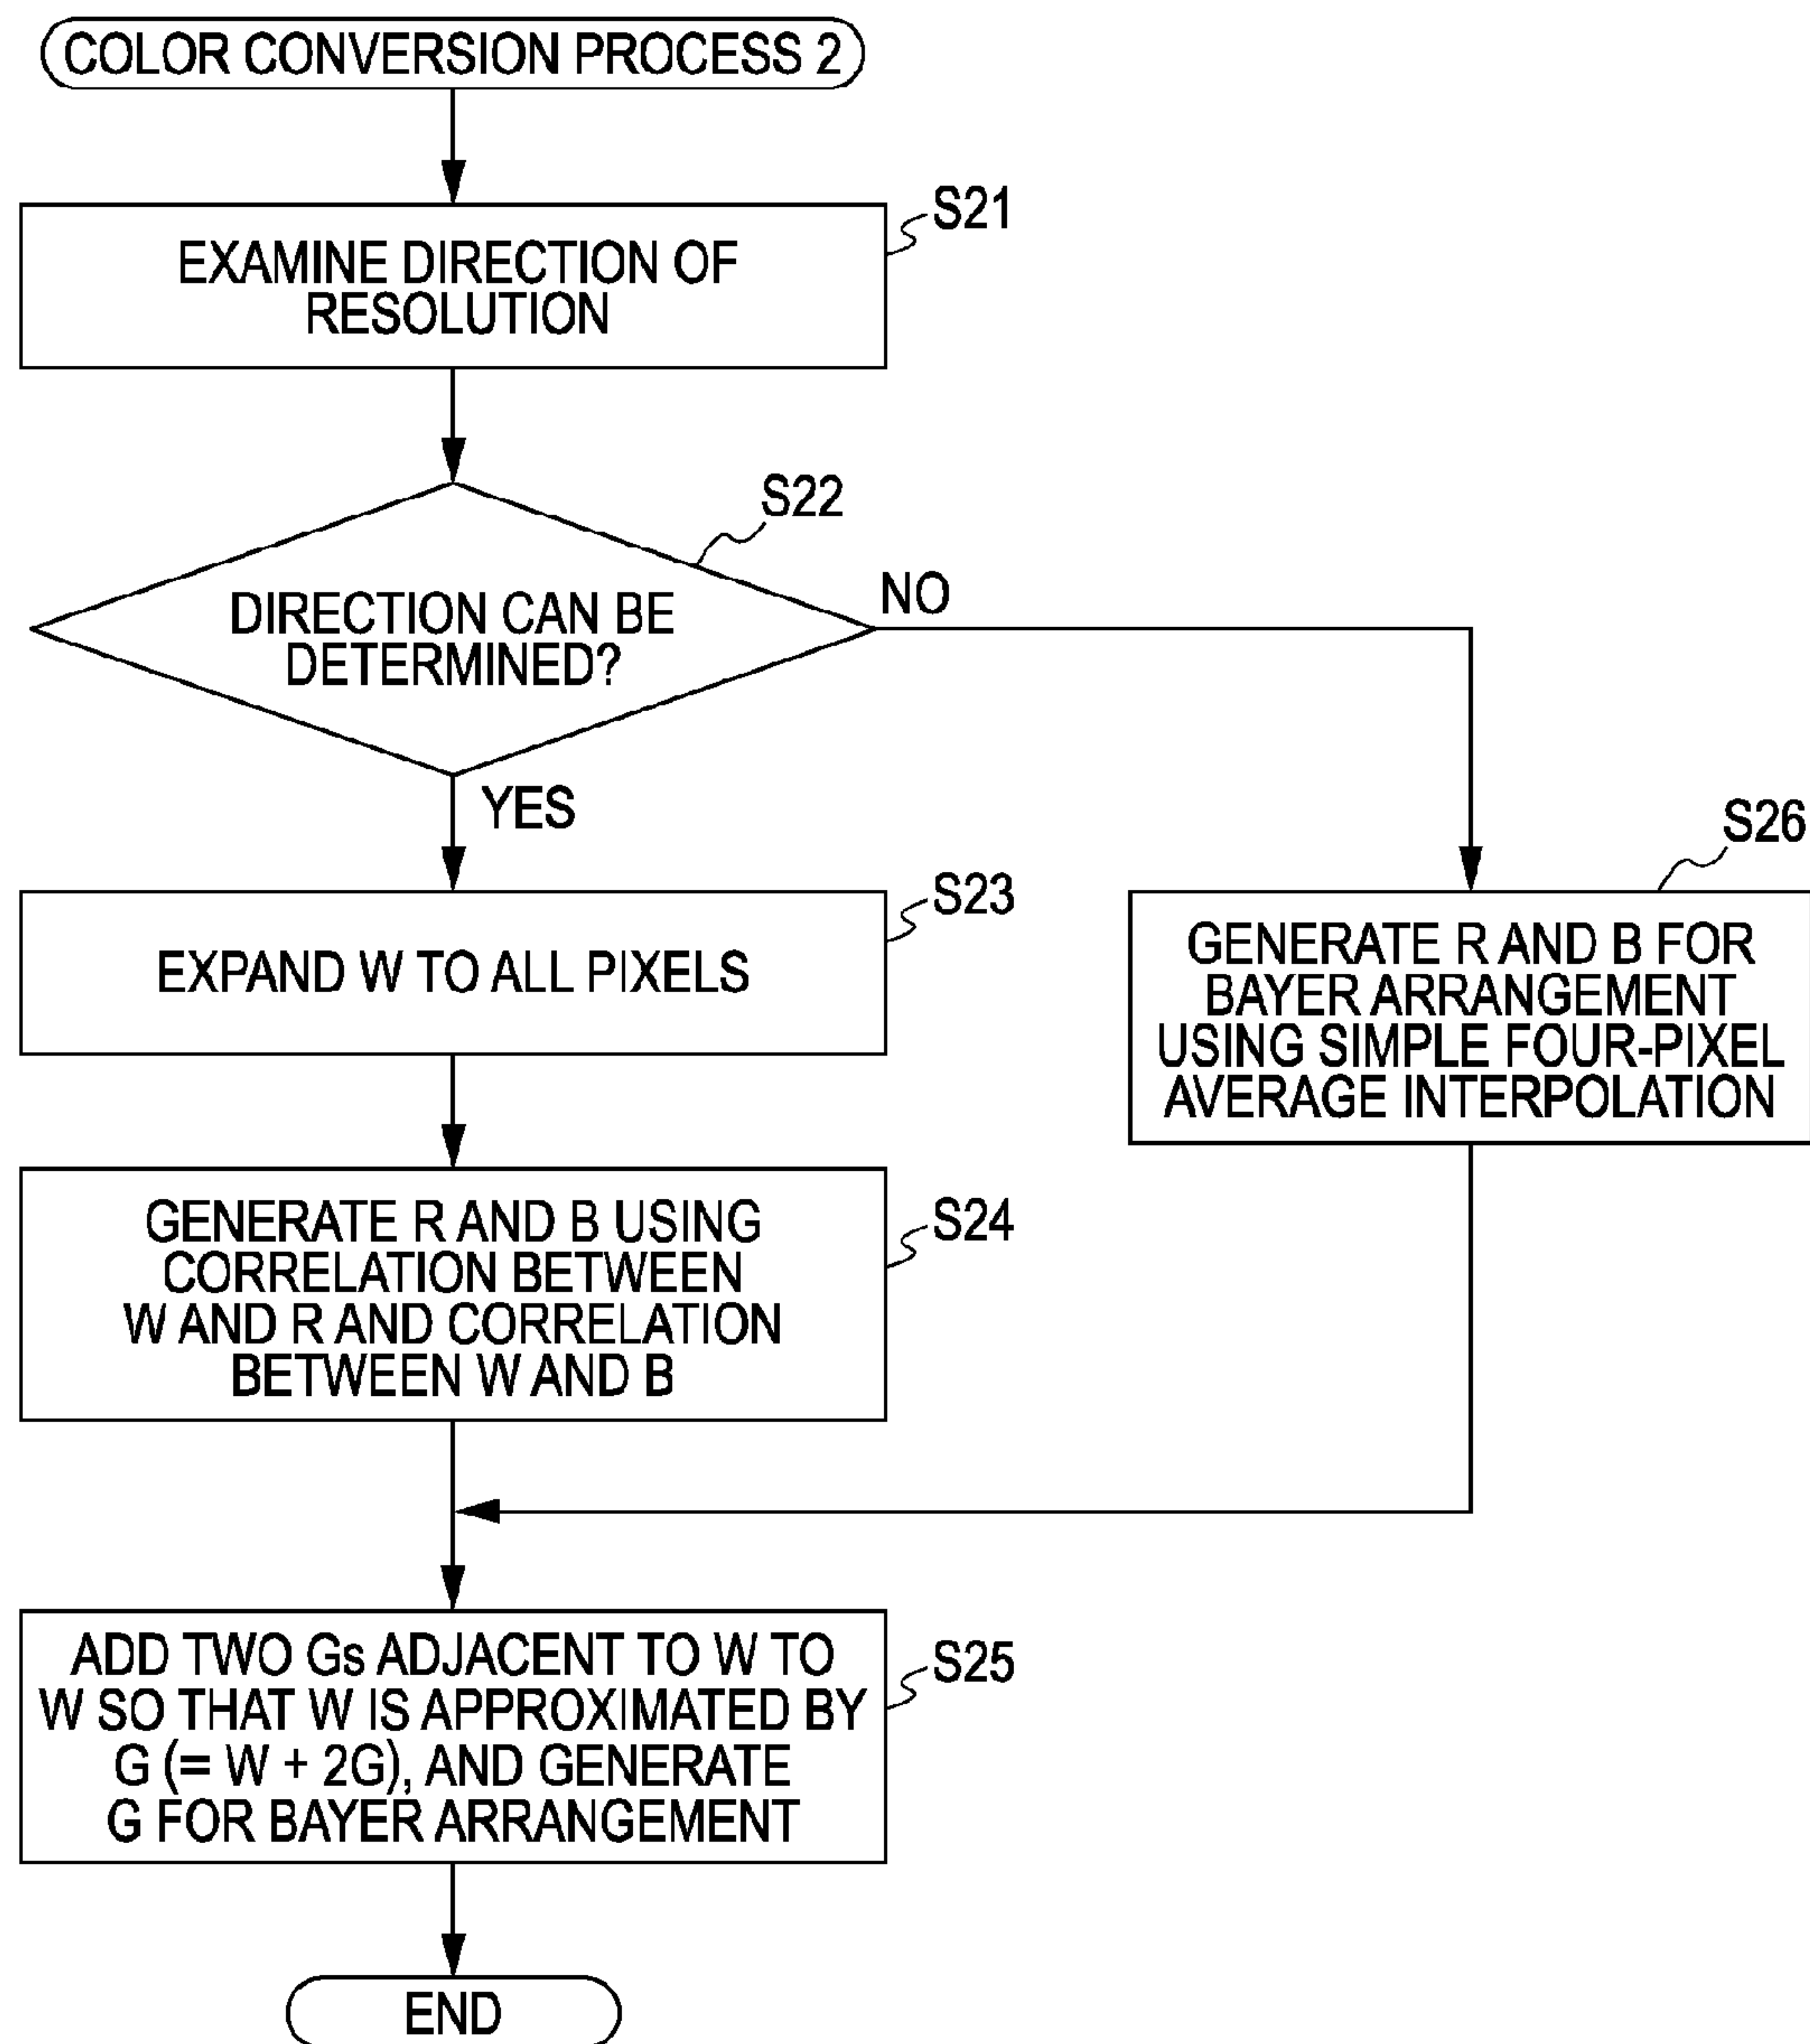 COLOR CONVERSION PROCESS 2
S21
EXAMINE DIRECTION OF
RESOLUTION
S22
DIRECTION CAN BE
DETERMINED?
NO
YES
S23
EXPAND W TO ALL PIXELS
S26
GENERATE R AND B FOR
BAYER ARRANGEMENT
USING SIMPLE FOUR-PIXEL
AVERAGE INTERPOLATION
S24
GENERATE R AND B USING
CORRELATION BETWEEN
W AND R AND CORRELATION
BETWEEN W AND B
S25
ADD TWO Gs ADJACENT TO W TO
W SO THAT W IS APPROXIMATED BY
G (= W + 2G), AND GENERATE
G FOR BAYER ARRANGEMENT
END